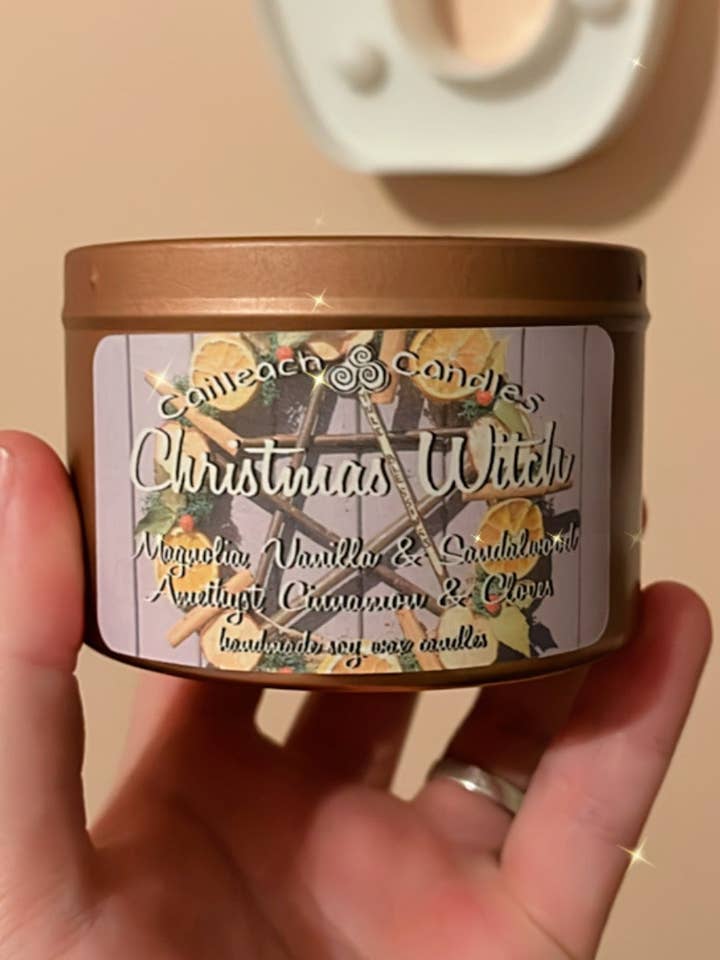 Cailleach Candles
Christmas Witch
Magnolia, Vanilla & Sandalwood
Amethyst, Cinnamon & Cloves
handmade soy wax candles